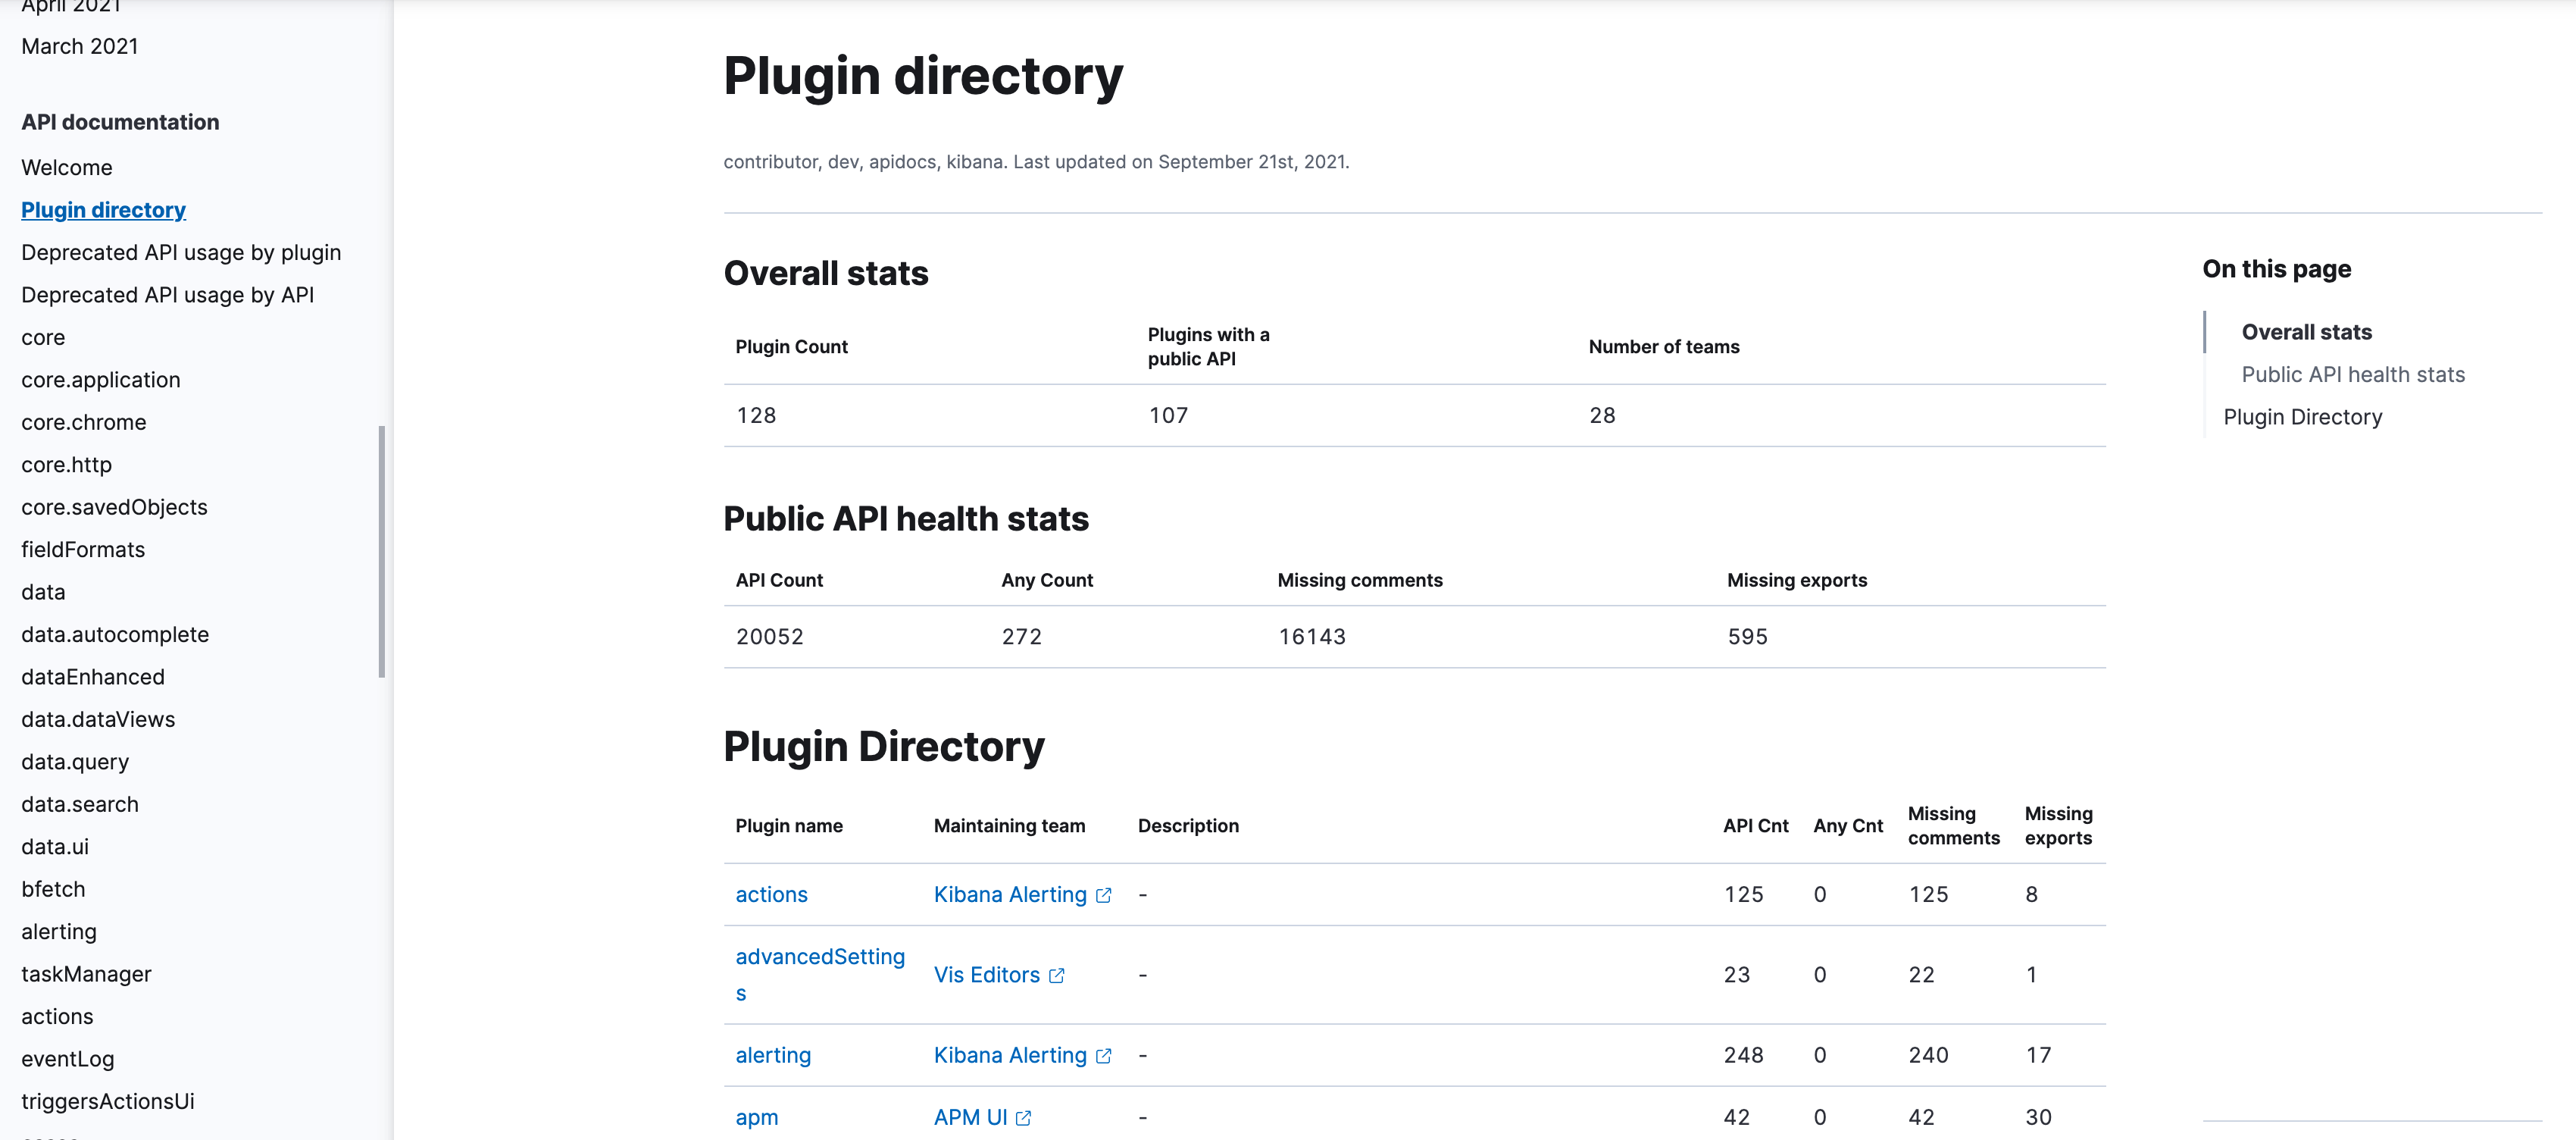 April 2021
March 2021
API documentation
Welcome
Plugin directory
Deprecated API usage by plugin
Deprecated API usage by API
core
core.application
core.chrome
core.http
core.savedObjects
fieldFormats
data
data.autocomplete
dataEnhanced
data.dataViews
data.query
data.search
data.ui
bfetch
alerting
taskManager
actions
eventLog
triggersActionsUi
Plugin directory
contributor, dev, apidocs, kibana. Last updated on September 21st, 2021.
Overall stats
Plugin Count Plugins with a public API Number of teams
128 107 28
Public API health stats
API Count Any Count Missing comments Missing exports
20052 272 16143 595
Plugin Directory
Plugin name Maintaining team Description API Cnt Any Cnt Missing comments Missing exports
actions Kibana Alerting - 125 0 125 8
advancedSettings Vis Editors - 23 0 22 1
alerting Kibana Alerting - 248 0 240 17
apm APM UI - 42 0 42 30
On this page
Overall stats
Public API health stats
Plugin Directory